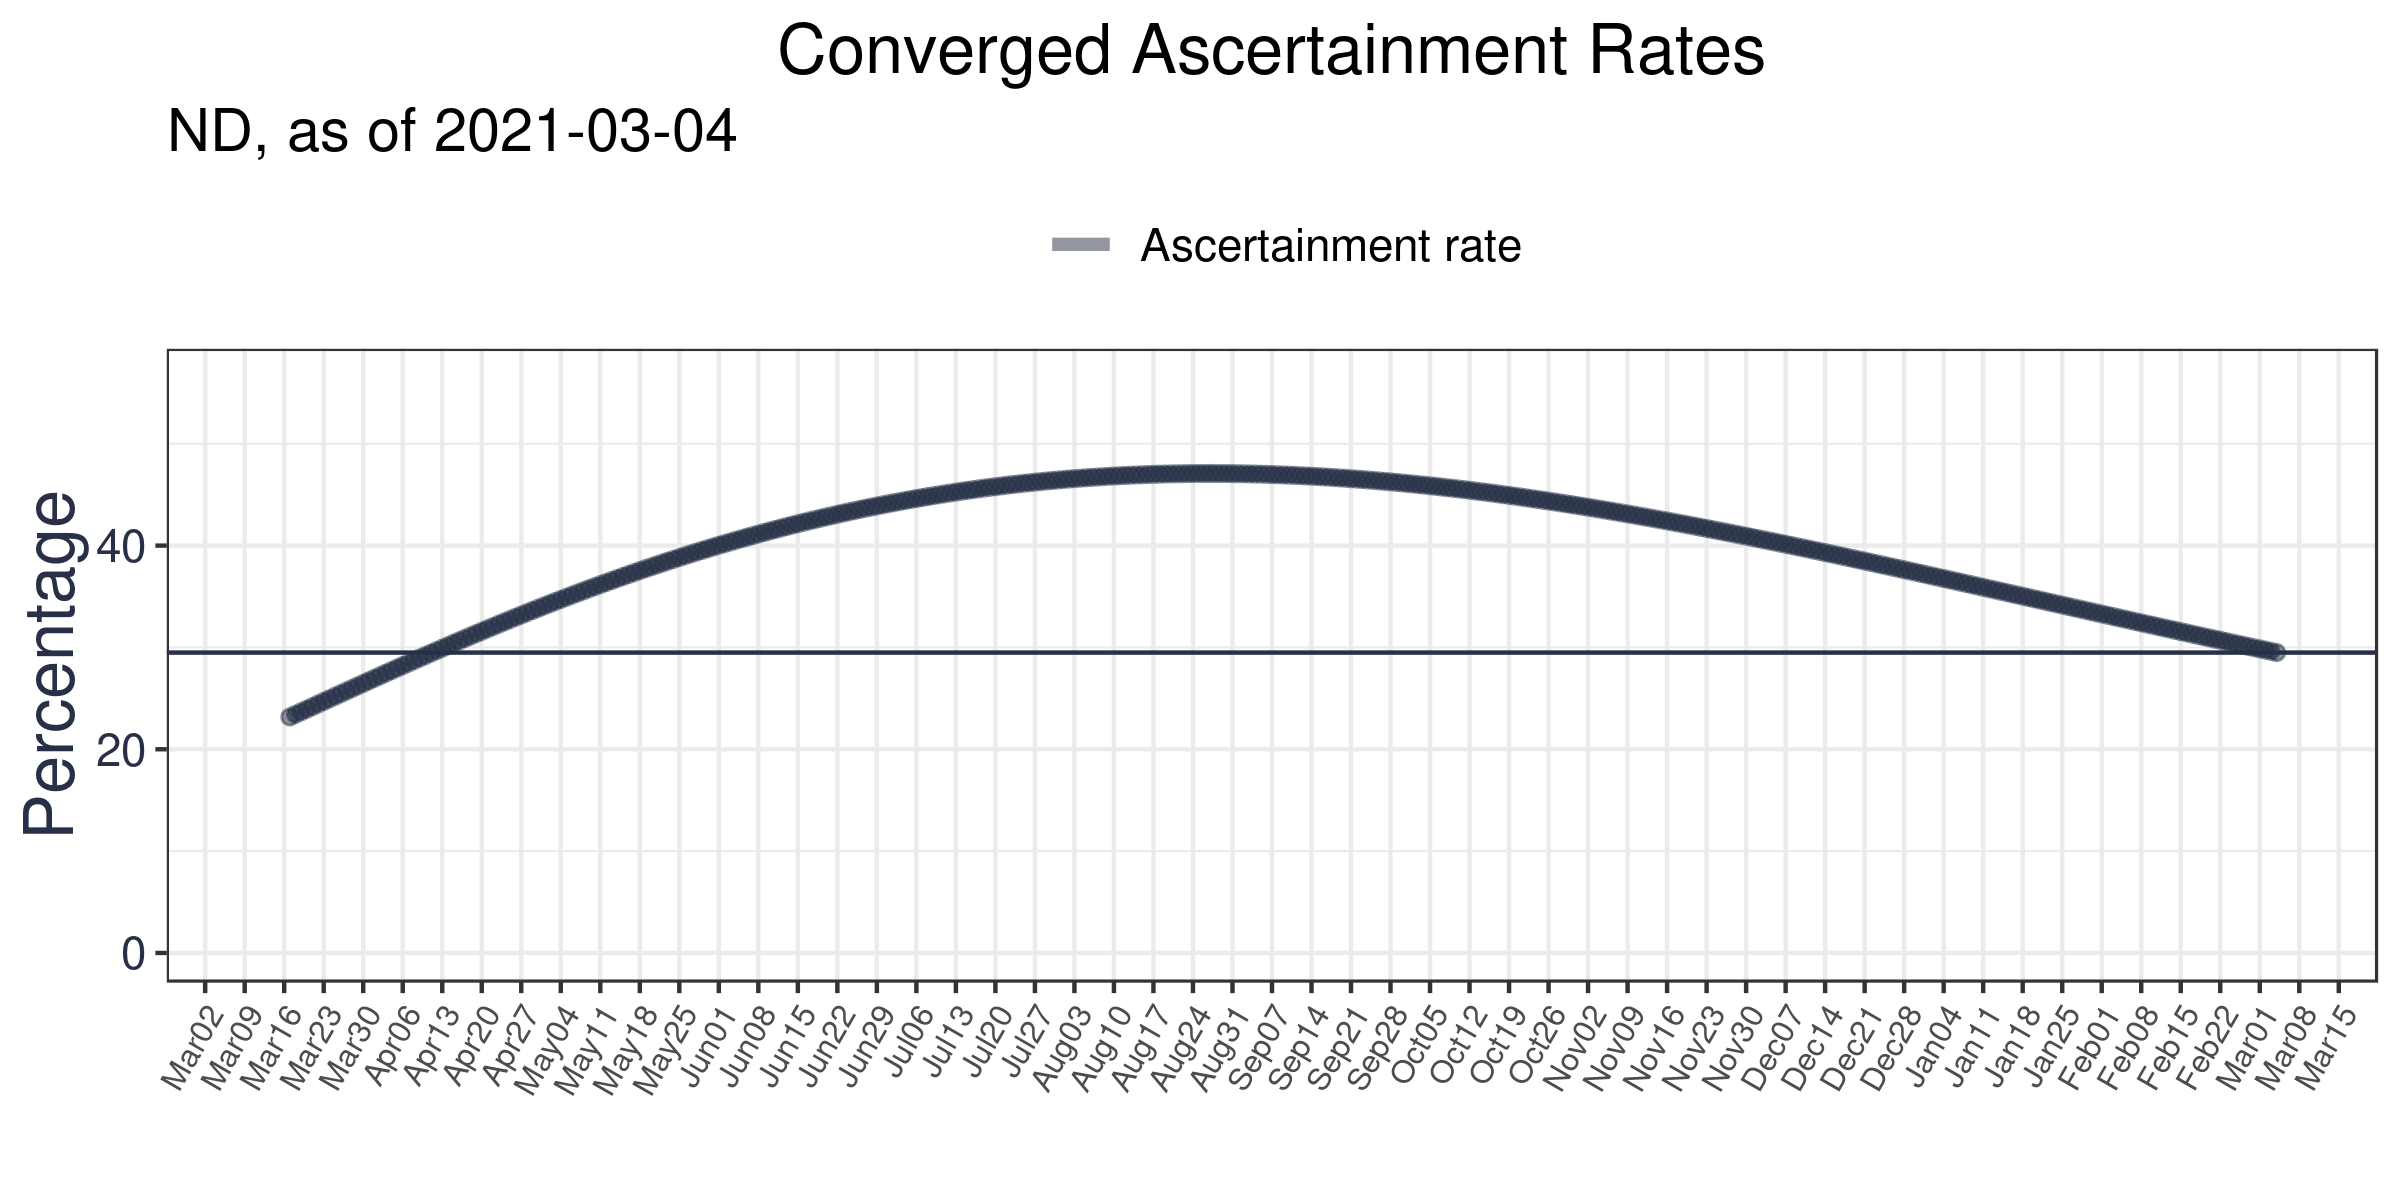 Converged Ascertainment Rates
ND, as of 2021-03-04
Ascertainment rate
Percentage
40
20
0
Mar02
Mar09
Mar16
Mar23
Mar30
Apr06
Apr13
Apr20
Apr27
May04
May11
May18
May25
Jun01
Jun08
Jun15
Jun22
Jun29
Jul06
Jul13
Jul20
Jul27
Aug03
Aug10
Aug17
Aug24
Aug31
Sep07
Sep14
Sep21
Sep28
Oct05
Oct12
Oct19
Oct26
Nov02
Nov09
Nov16
Nov23
Nov30
Dec07
Dec14
Dec21
Dec28
Jan04
Jan11
Jan18
Jan25
Feb01
Feb08
Feb15
Feb22
Mar01
Mar08
Mar15